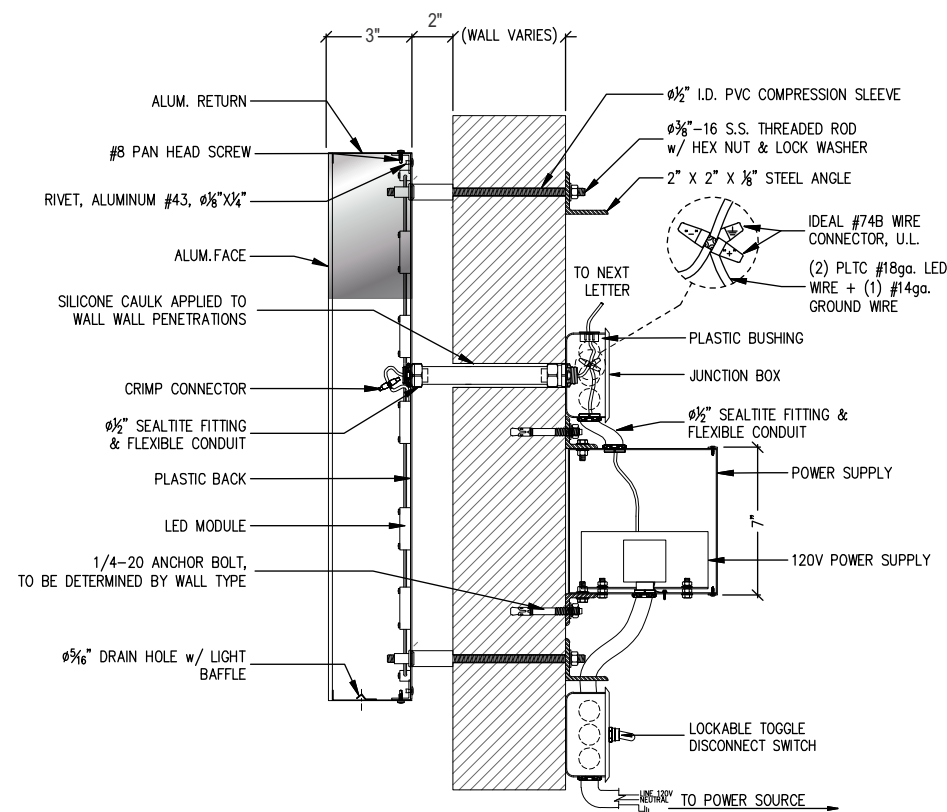 3"
2"
(WALL VARIES)
ALUM. RETURN
#8 PAN HEAD SCREW
RIVET, ALUMINUM #43, ø⅛"X¼"
ALUM.FACE
SILICONE CAULK APPLIED TO
WALL WALL PENETRATIONS
CRIMP CONNECTOR
ø½" SEALTITE FITTING
& FLEXIBLE CONDUIT
PLASTIC BACK
LED MODULE
1/4-20 ANCHOR BOLT,
TO BE DETERMINED BY WALL TYPE
ø5⁄16" DRAIN HOLE w/ LIGHT
BAFFLE
ø½" I.D. PVC COMPRESSION SLEEVE
ø⅜"-16 S.S. THREADED ROD
w/ HEX NUT & LOCK WASHER
2" X 2" X ⅛" STEEL ANGLE
IDEAL #74B WIRE
CONNECTOR, U.L.
(2) PLTC #18ga. LED
WIRE + (1) #14ga.
GROUND WIRE
TO NEXT
LETTER
PLASTIC BUSHING
JUNCTION BOX
ø½" SEALTITE FITTING &
FLEXIBLE CONDUIT
POWER SUPPLY
7"
120V POWER SUPPLY
LOCKABLE TOGGLE
DISCONNECT SWITCH
LINE 120V
NEUTRAL
TO POWER SOURCE